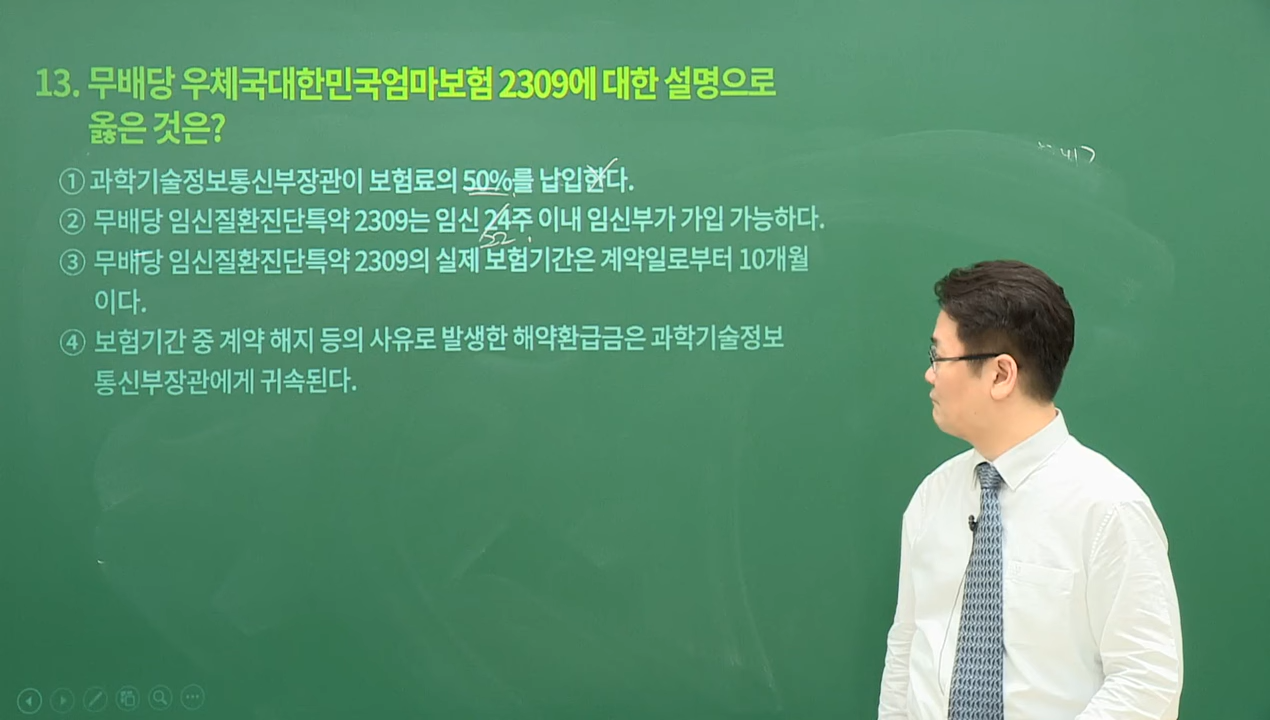 13. 무배당 우체국대한민국엄마보험 2309에 대한 설명으로
옳은 것은?
① 과학기술정보통신부장관이 보험료의 50%를 납입한다.
② 무배당 임신질환진단특약 2309는 임신 24주 이내 임신부가 가입 가능하다.
③ 무배당 임신질환진단특약 2309의 실제 보험기간은 계약일로부터 10개월
이다.
④ 보험기간 중 계약 해지 등의 사유로 발생한 해약환급금은 과학기술정보
통신부장관에게 귀속된다.